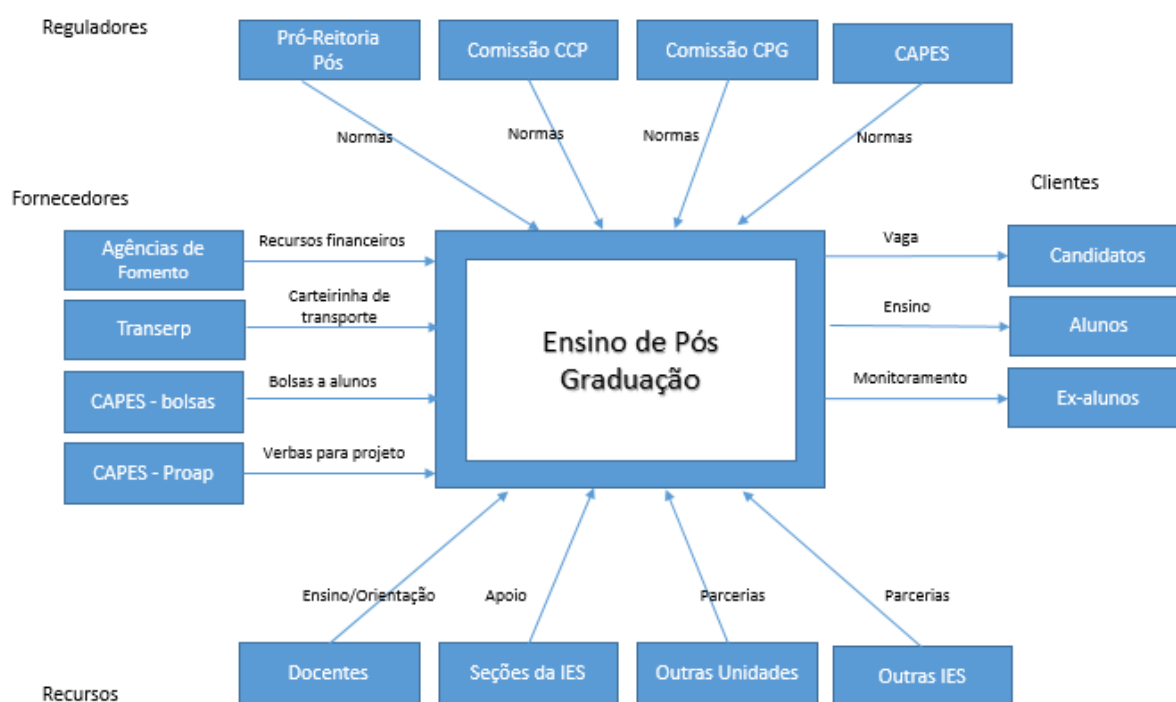 Reguladores
Pró-Reitoria
Pós
Comissão CCP
Comissão CPG
CAPES
Normas
Normas
Normas
Normas
Fornecedores
Clientes
Agências de
Fomento
Recursos financeiros
Vaga
Candidatos
Transerp
Carteirinha de
transporte
Ensino
Alunos
CAPES - bolsas
Bolsas a alunos
Monitoramento
Ex-alunos
CAPES - Proap
Verbas para projeto
Ensino de Pós
Graduação
Ensino/Orientação
Apoio
Parcerias
Parcerias
Docentes
Seções da IES
Outras Unidades
Outras IES
Recursos